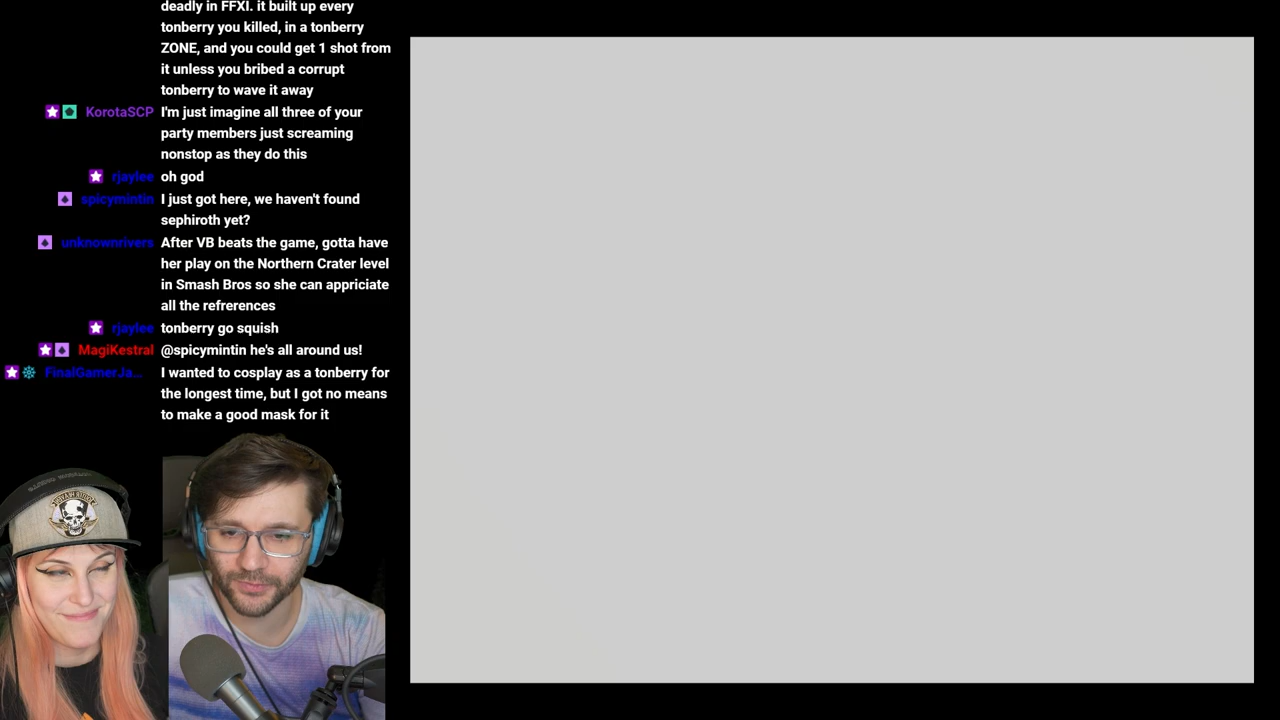 deadly in FFXI. it built up every
tonberry you killed, in a tonberry
ZONE, and you could get 1 shot from
it unless you bribed a corrupt
tonberry to wave it away
KorotaSCP I'm just imagine all three of your
party members just screaming
nonstop as they do this
rjaylee oh god
spicymintin I just got here, we haven't found
sephiroth yet?
unknownrivers After VB beats the game, gotta have
her play on the Northern Crater level
in Smash Bros so she can appriciate
all the refrerences
rjaylee tonberry go squish
MagiKestral @spicymintin he's all around us!
FinalGamerJa... I wanted to cosplay as a tonberry for
the longest time, but I got no means
to make a good mask for it